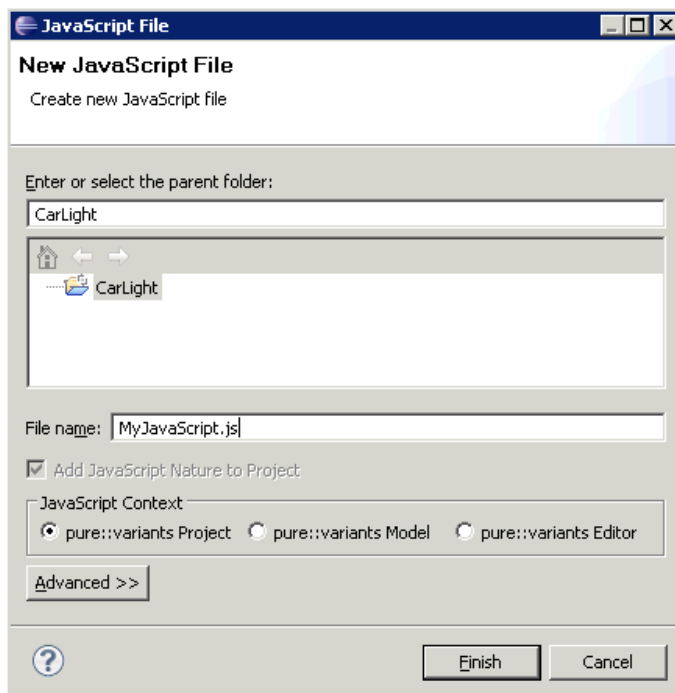 JavaScript File
New JavaScript File
Create new JavaScript file
Enter or select the parent folder:
CarLight
CarLight
File name: MyJavaScript.js
Add JavaScript Nature to Project
JavaScript Context
pure::variants Project pure::variants Model pure::variants Editor
Advanced >>
? Finish Cancel